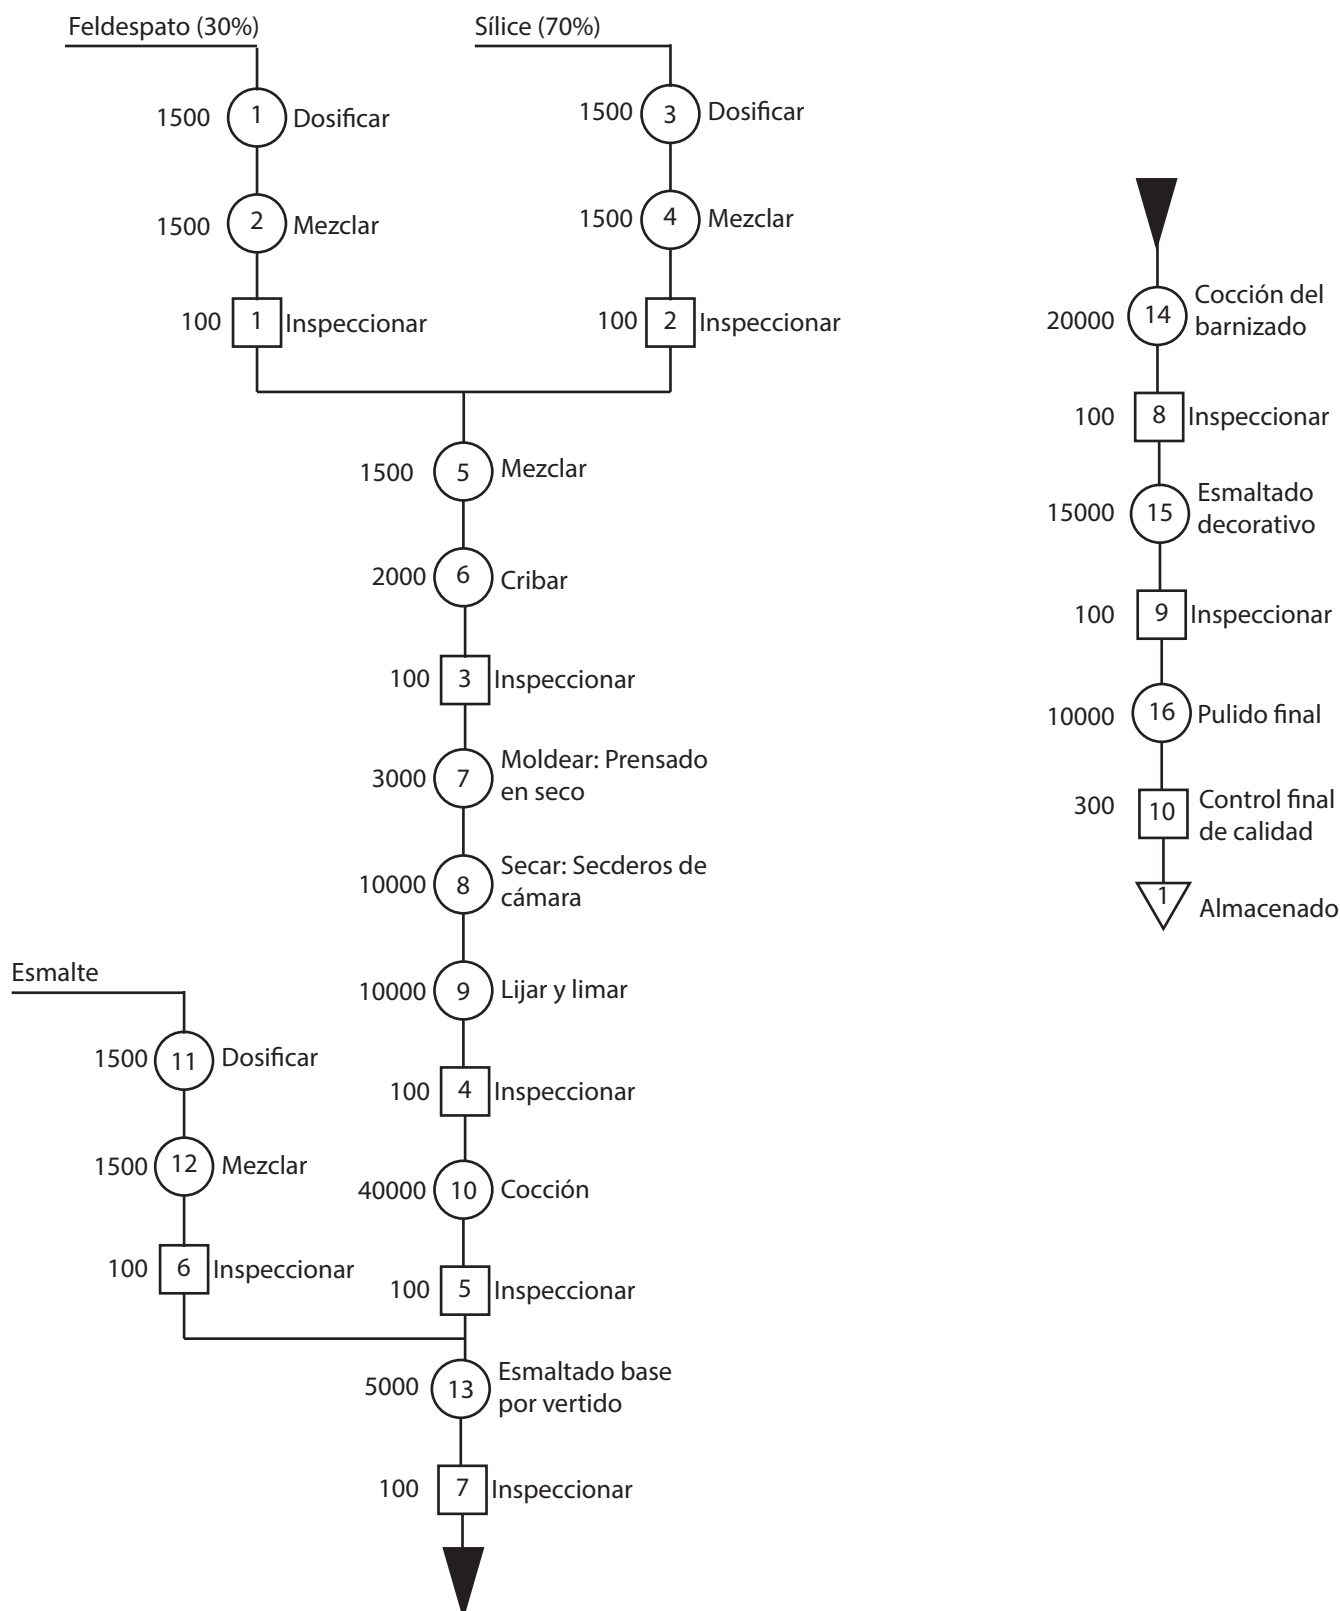 Feldespato (30%)
1500 1 Dosificar
1500 2 Mezclar
100 1 Inspeccionar
Sílice (70%)
1500 3 Dosificar
1500 4 Mezclar
100 2 Inspeccionar
1500 5 Mezclar
2000 6 Cribar
100 3 Inspeccionar
3000 7 Moldear: Prensado
en seco
10000 8 Secar: Secderos de
cámara
10000 9 Lijar y limar
100 4 Inspeccionar
40000 10 Cocción
100 5 Inspeccionar
Esmalte
1500 11 Dosificar
1500 12 Mezclar
100 6 Inspeccionar
5000 13 Esmaltado base
por vertido
100 7 Inspeccionar
20000 14 Cocción del
barnizado
100 8 Inspeccionar
15000 15 Esmaltado
decorativo
100 9 Inspeccionar
10000 16 Pulido final
300 10 Control final
de calidad
1 Almacenado